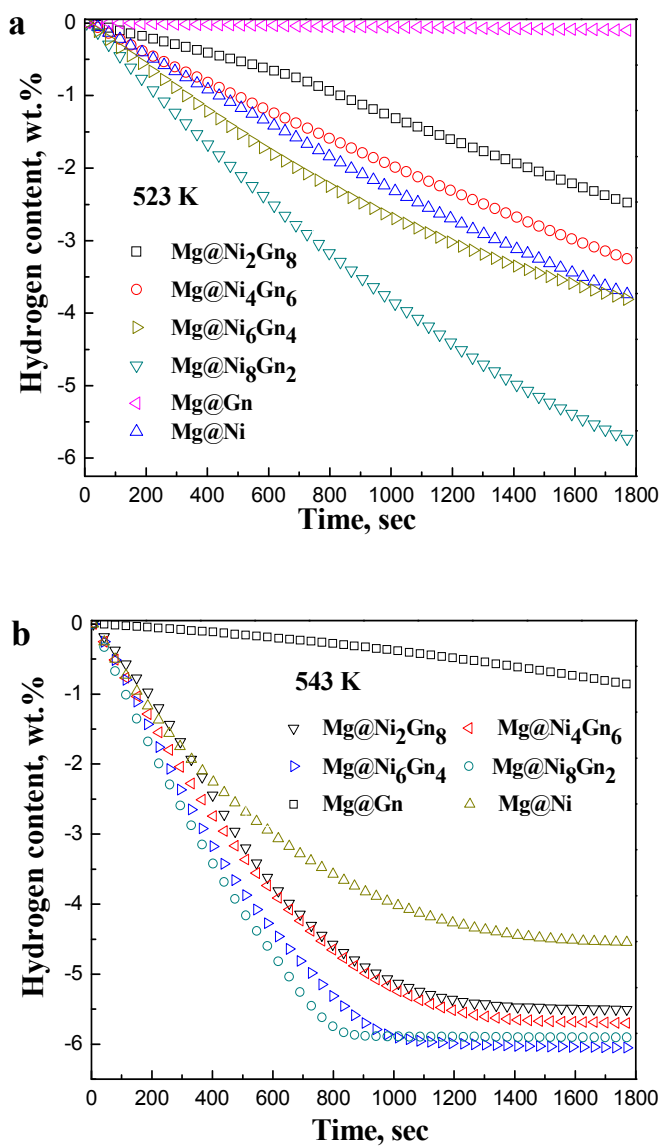 a
0
-1
-2
-3
-4
-5
-6
Hydrogen content, wt.%
523 K
Mg@Ni₂Gn₈
Mg@Ni₄Gn₆
Mg@Ni₆Gn₄
Mg@Ni₈Gn₂
Mg@Gn
Mg@Ni
0 200 400 600 800 1000 1200 1400 1600 1800
Time, sec
b
0
-1
-2
-3
-4
-5
-6
Hydrogen content, wt.%
543 K
Mg@Ni₂Gn₈ Mg@Ni₄Gn₆
Mg@Ni₆Gn₄ Mg@Ni₈Gn₂
Mg@Gn Mg@Ni
0 200 400 600 800 1000 1200 1400 1600 1800
Time, sec